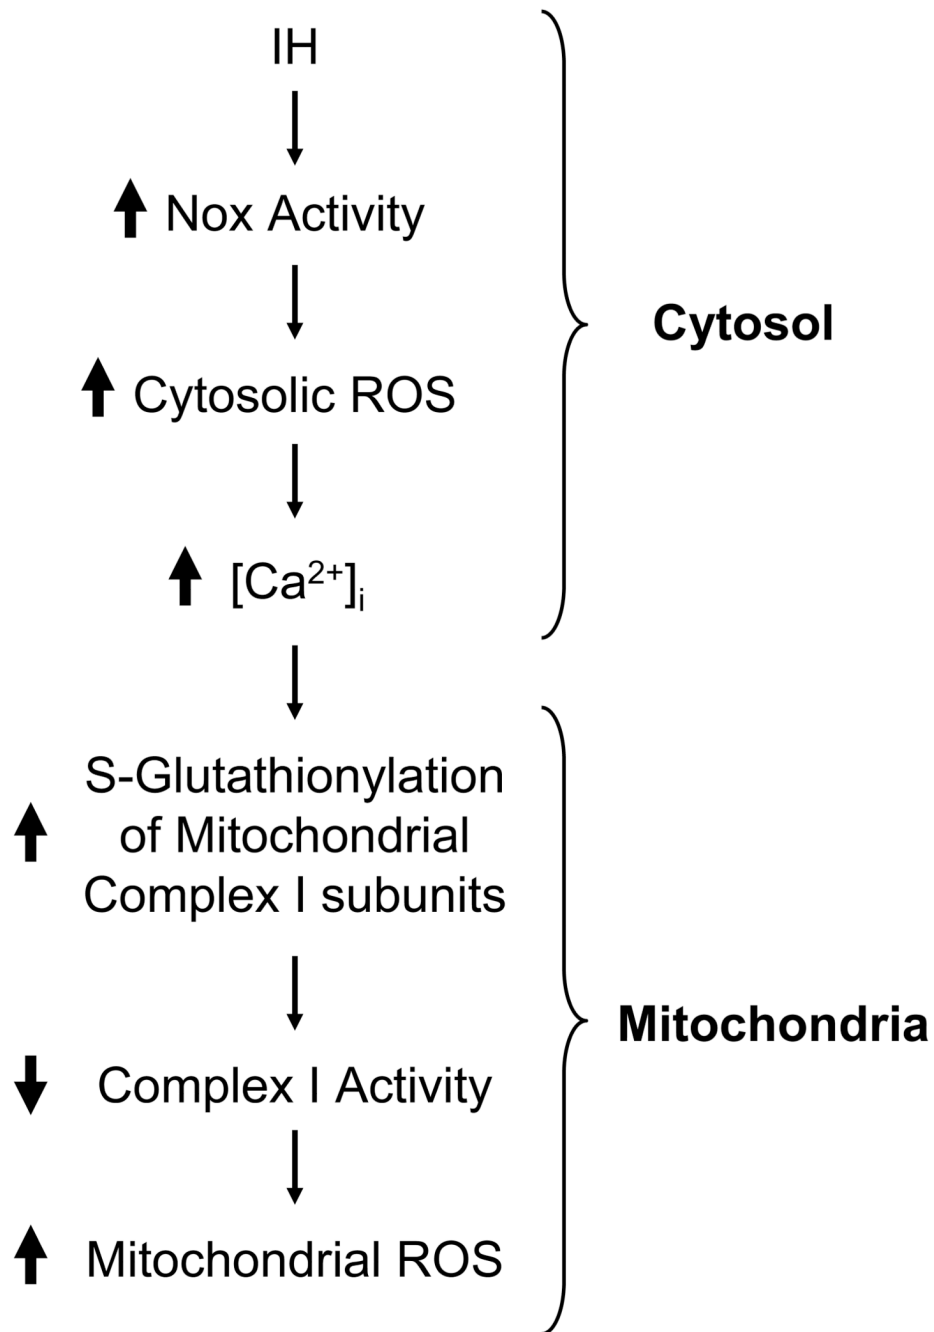 IH
Nox Activity
Cytosolic ROS
[Ca²⁺]ᵢ
Cytosol
S-Glutathionylation
of Mitochondrial
Complex I subunits
Complex I Activity
Mitochondrial ROS
Mitochondria